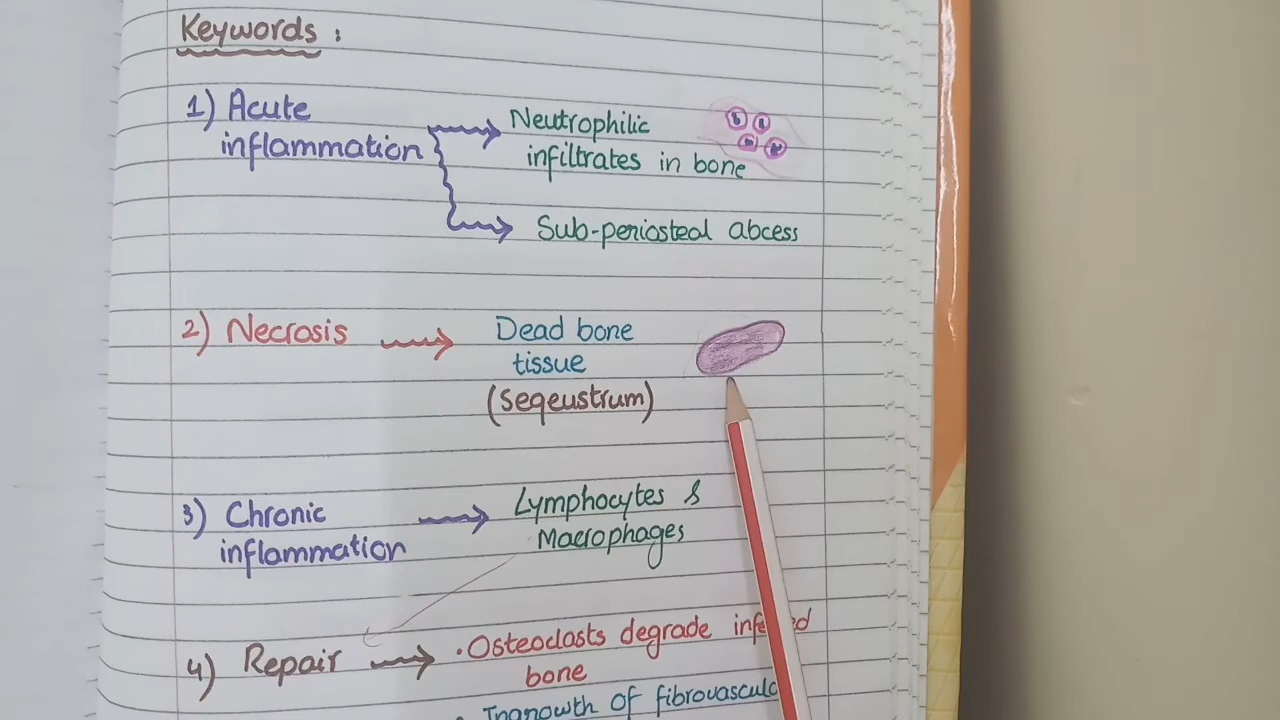 Keywords :
1) Acute
inflammation
Neutrophilic
infiltrates in bone
Sub-periosteal abcess
2) Necrosis
Dead bone
tissue
(Seqeustrum)
3) Chronic
inflammation
Lymphocytes &
Macrophages
4) Repair
• Osteoclasts degrade
bone
• Ingrowth of